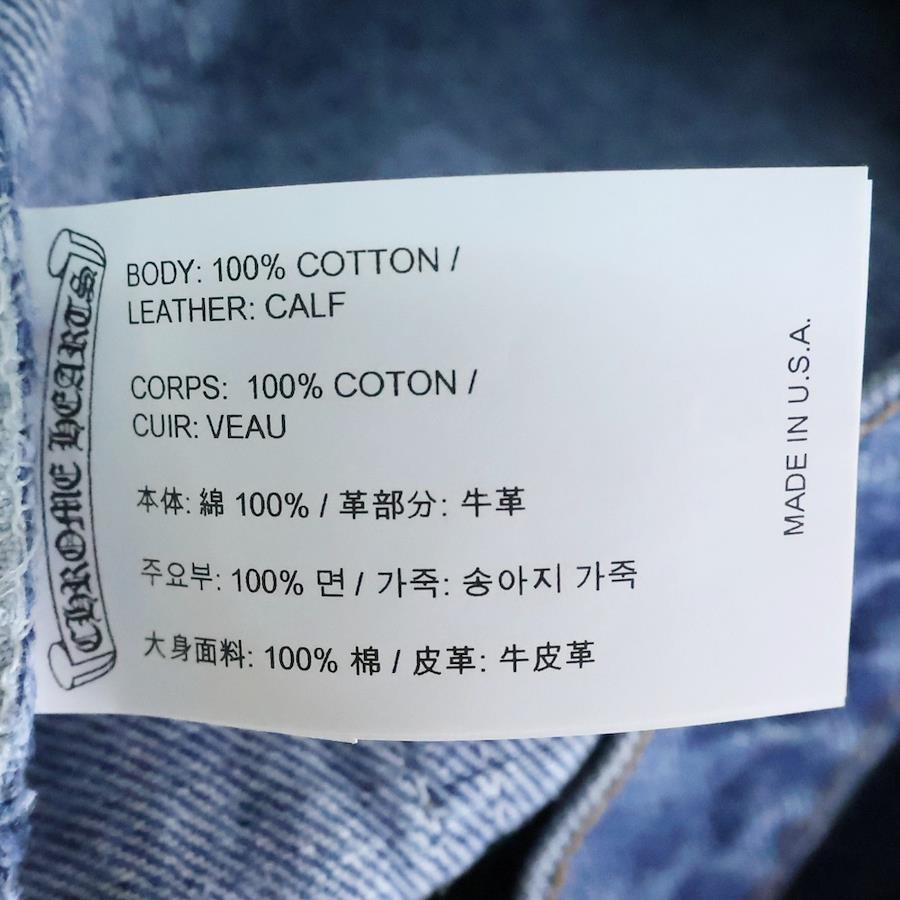 CHROME HEARTS
BODY: 100% COTTON /
LEATHER: CALF
CORPS: 100% COTON /
CUIR: VEAU
本体: 綿 100% / 革部分: 牛革
주요부: 100% 면 / 가죽: 송아지 가죽
大身面料: 100% 棉 / 皮革: 牛皮革
MADE IN U.S.A.